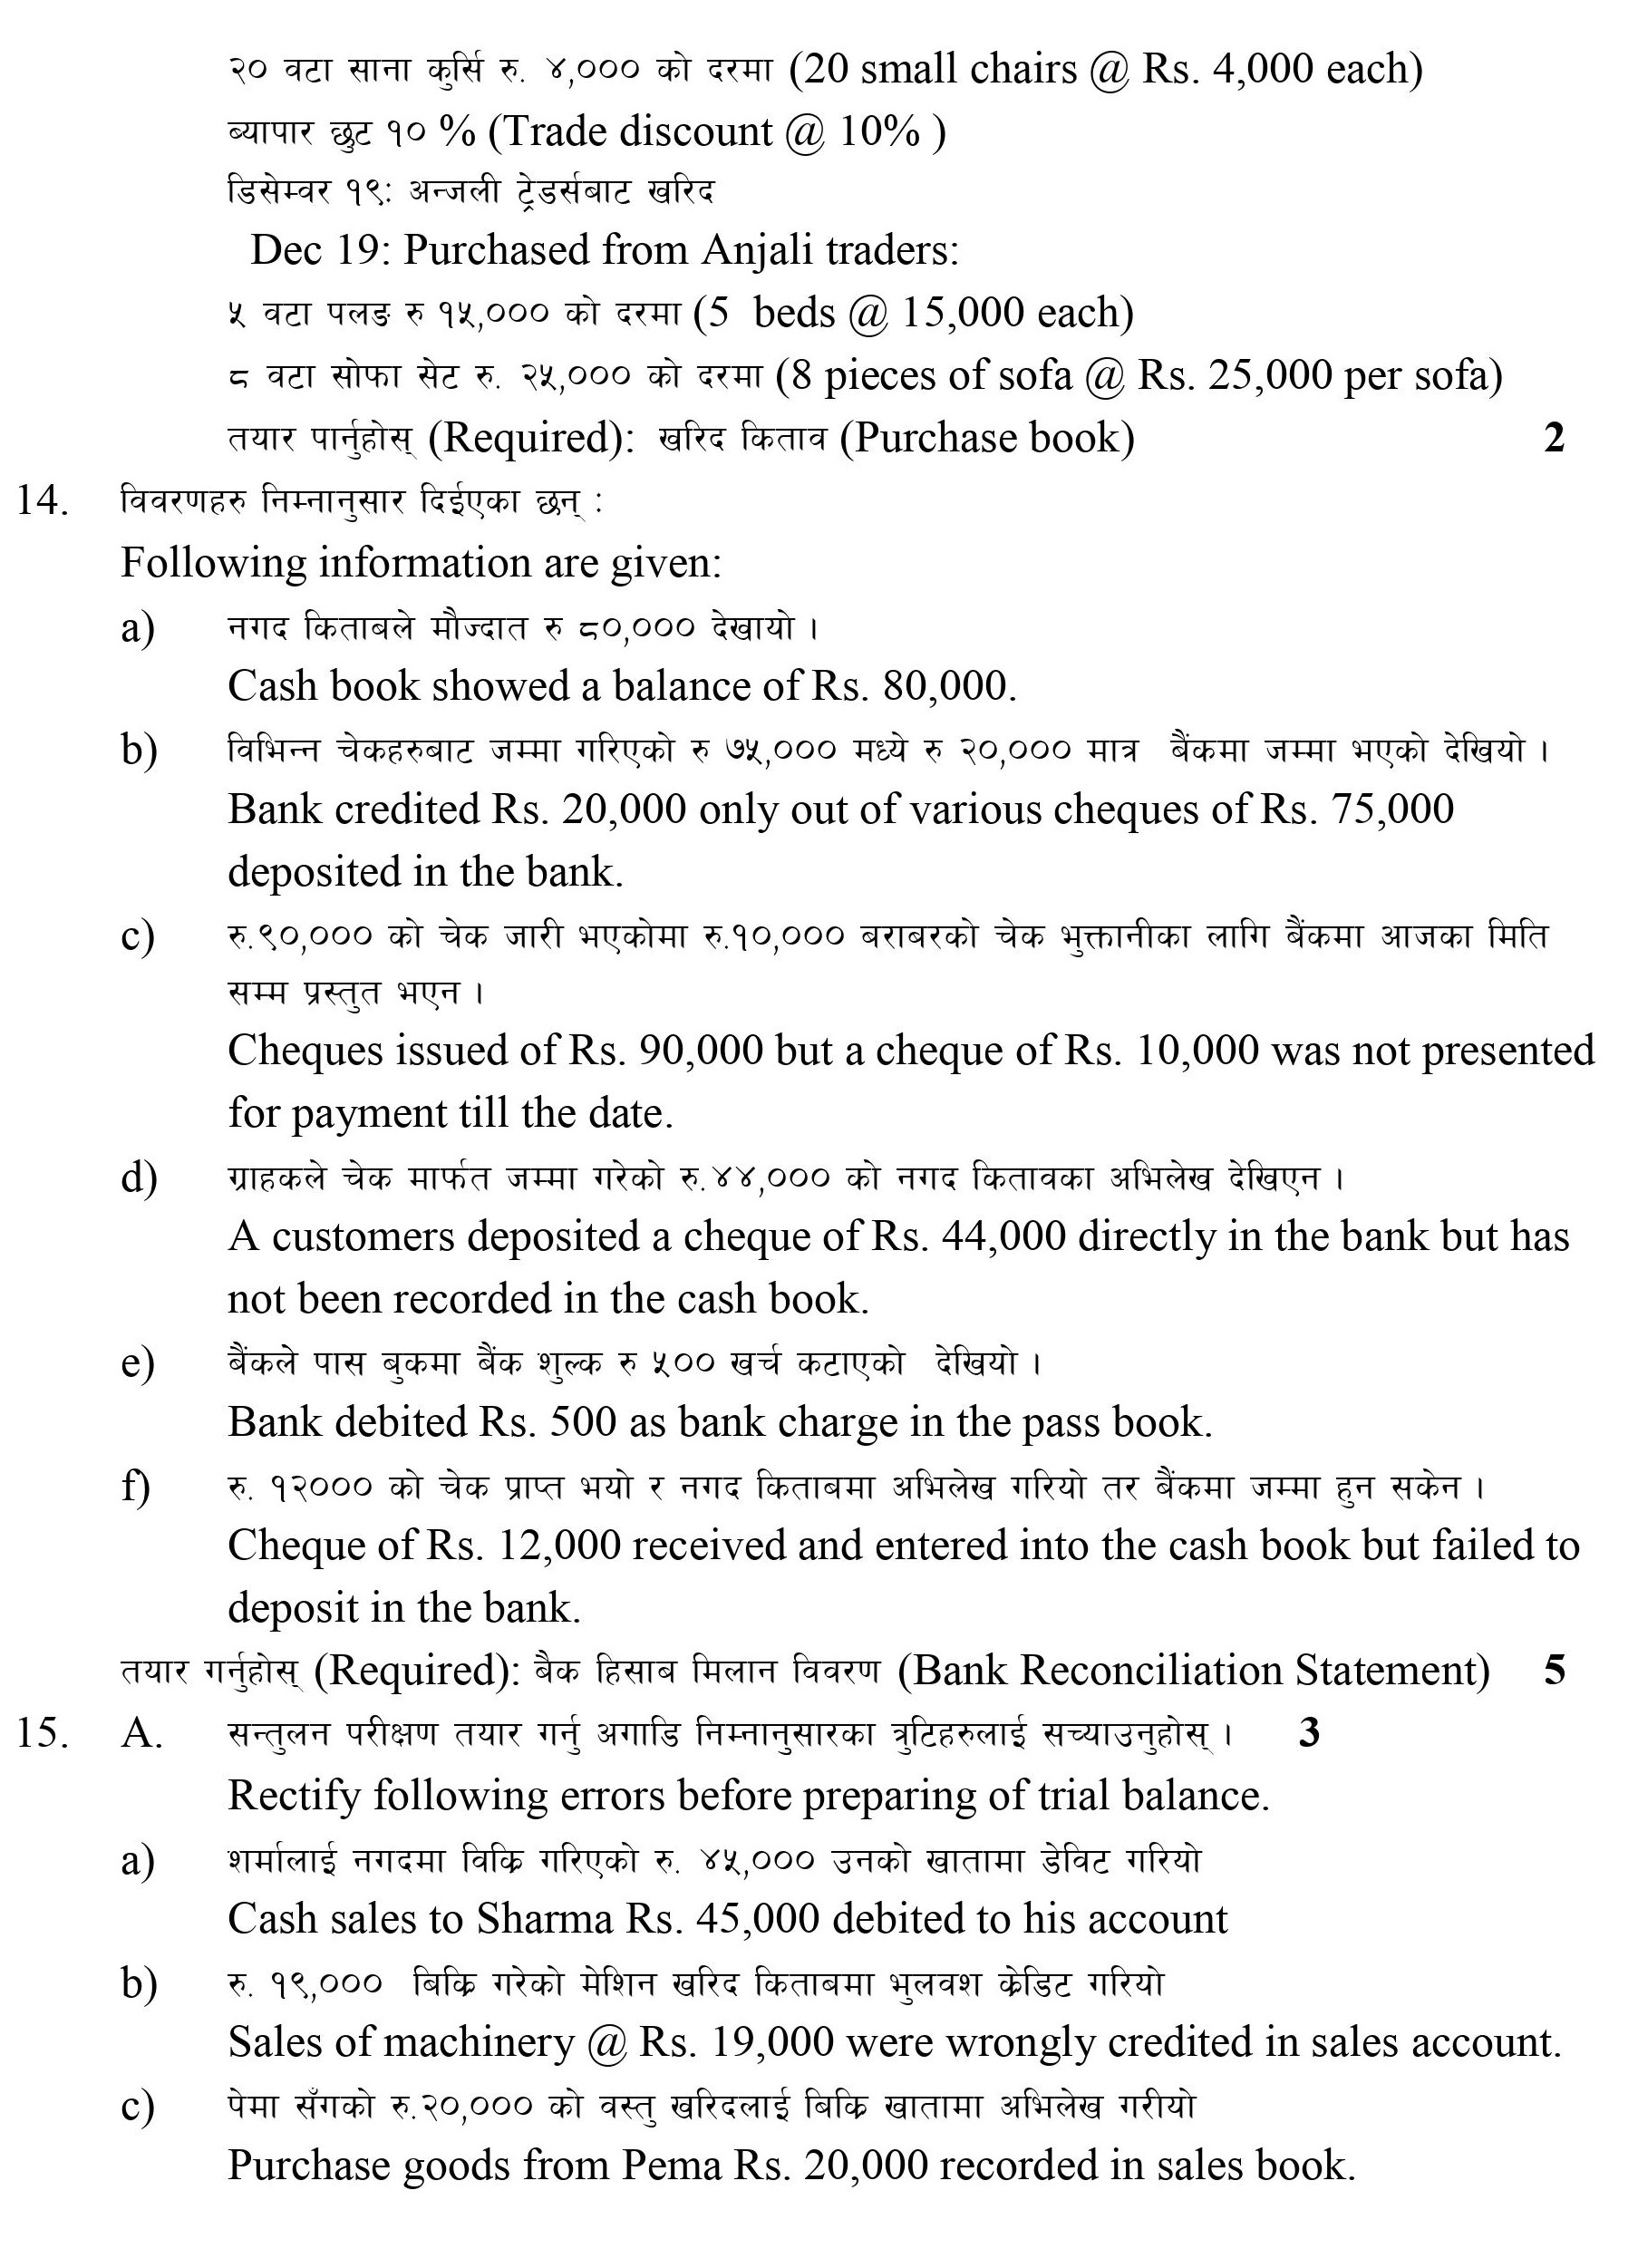 २० वटा साना कुर्सि रु. ४,००० को दरमा (20 small chairs @ Rs. 4,000 each)
ब्यापार छुट १० % (Trade discount @ 10% )
डिसेम्वर १९: अन्जली ट्रेडर्सबाट खरिद
Dec 19: Purchased from Anjali traders:
५ वटा पलङ रु १५,००० को दरमा (5 beds @ 15,000 each)
८ वटा सोफा सेट रु. २५,००० को दरमा (8 pieces of sofa @ Rs. 25,000 per sofa)
तयार पार्नुहोस् (Required): खरिद किताव (Purchase book) 2
14. विवरणहरु निम्नानुसार दिईएका छन् :
Following information are given:
a) नगद किताबले मौज्दात रु ८०,००० देखायो ।
Cash book showed a balance of Rs. 80,000.
b) विभिन्न चेकहरुबाट जम्मा गरिएको रु ७५,००० मध्ये रु २०,००० मात्र बैंकमा जम्मा भएको देखियो ।
Bank credited Rs. 20,000 only out of various cheques of Rs. 75,000
deposited in the bank.
c) रु.९०,००० को चेक जारी भएकोमा रु.१०,००० बराबरको चेक भुक्तानीका लागि बैंकमा आजका मिति
सम्म प्रस्तुत भएन ।
Cheques issued of Rs. 90,000 but a cheque of Rs. 10,000 was not presented
for payment till the date.
d) ग्राहकले चेक मार्फत जम्मा गरेको रु.४४,००० को नगद कितावका अभिलेख देखिएन ।
A customers deposited a cheque of Rs. 44,000 directly in the bank but has
not been recorded in the cash book.
e) बैंकले पास बुकमा बैंक शुल्क रु ५०० खर्च कटाएको देखियो ।
Bank debited Rs. 500 as bank charge in the pass book.
f) रु. १२००० को चेक प्राप्त भयो र नगद किताबमा अभिलेख गरियो तर बैंकमा जम्मा हुन सकेन ।
Cheque of Rs. 12,000 received and entered into the cash book but failed to
deposit in the bank.
तयार गर्नुहोस् (Required): बैक हिसाब मिलान विवरण (Bank Reconciliation Statement) 5
15. A. सन्तुलन परीक्षण तयार गर्नु अगाडि निम्नानुसारका त्रुटिहरुलाई सच्याउनुहोस् । 3
Rectify following errors before preparing of trial balance.
a) शर्मालाई नगदमा विक्रि गरिएको रु. ४५,००० उनको खातामा डेविट गरियो
Cash sales to Sharma Rs. 45,000 debited to his account
b) रु. १९,००० बिक्रि गरेको मेशिन खरिद किताबमा भुलवश क्रेडिट गरियो
Sales of machinery @ Rs. 19,000 were wrongly credited in sales account.
c) पेमा सँगको रु.२०,००० को वस्तु खरिदलाई बिक्रि खातामा अभिलेख गरीयो
Purchase goods from Pema Rs. 20,000 recorded in sales book.